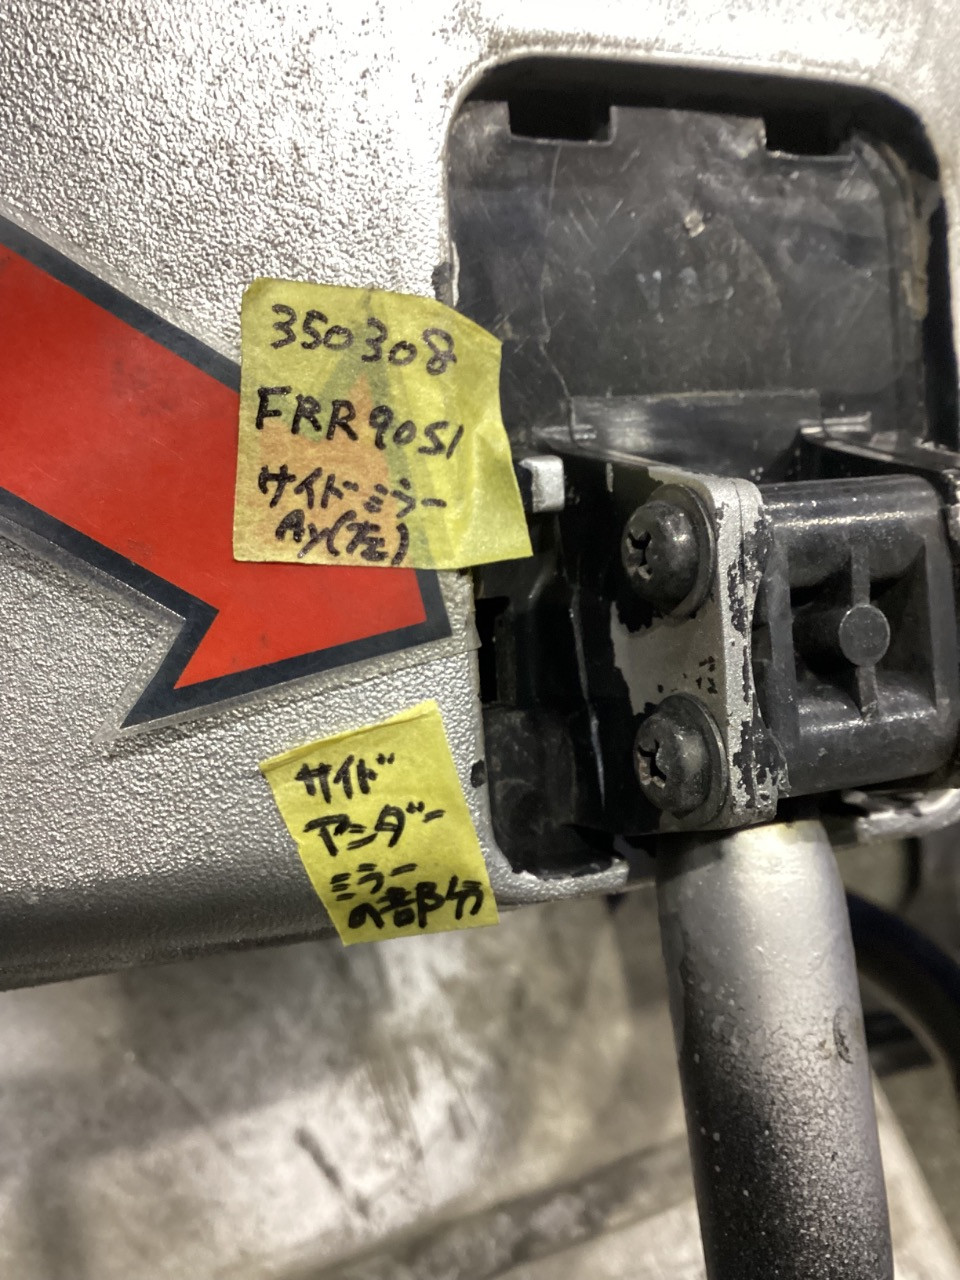 350308
FRR90S1
サイドミラー
Ay(左)
サイド
アンダー
ミラー
の部分